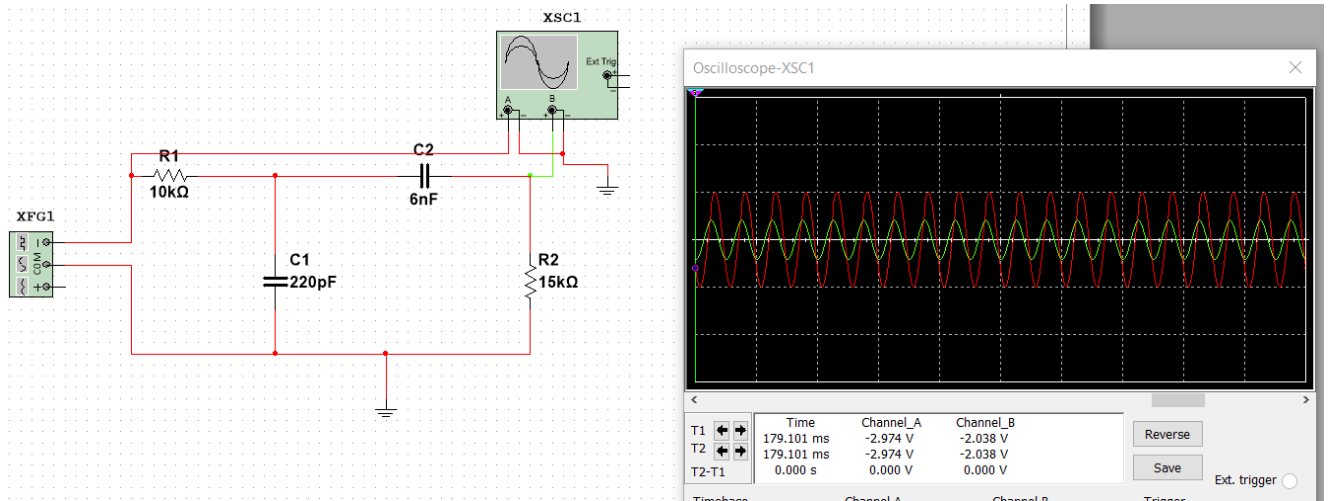 XSC1
Ext Trig
+
-
A
B
+ - + -
R1
10kΩ
C2
6nF
XFG1
COM
+
C1
220pF
R2
15kΩ
Oscilloscope-XSC1
Time Channel_A Channel_B
T1 179.101 ms -2.974 V -2.038 V
T2 179.101 ms -2.974 V -2.038 V
T2-T1 0.000 s 0.000 V 0.000 V
Reverse
Save
Ext. trigger
Timebase Channel A Channel B Trigger